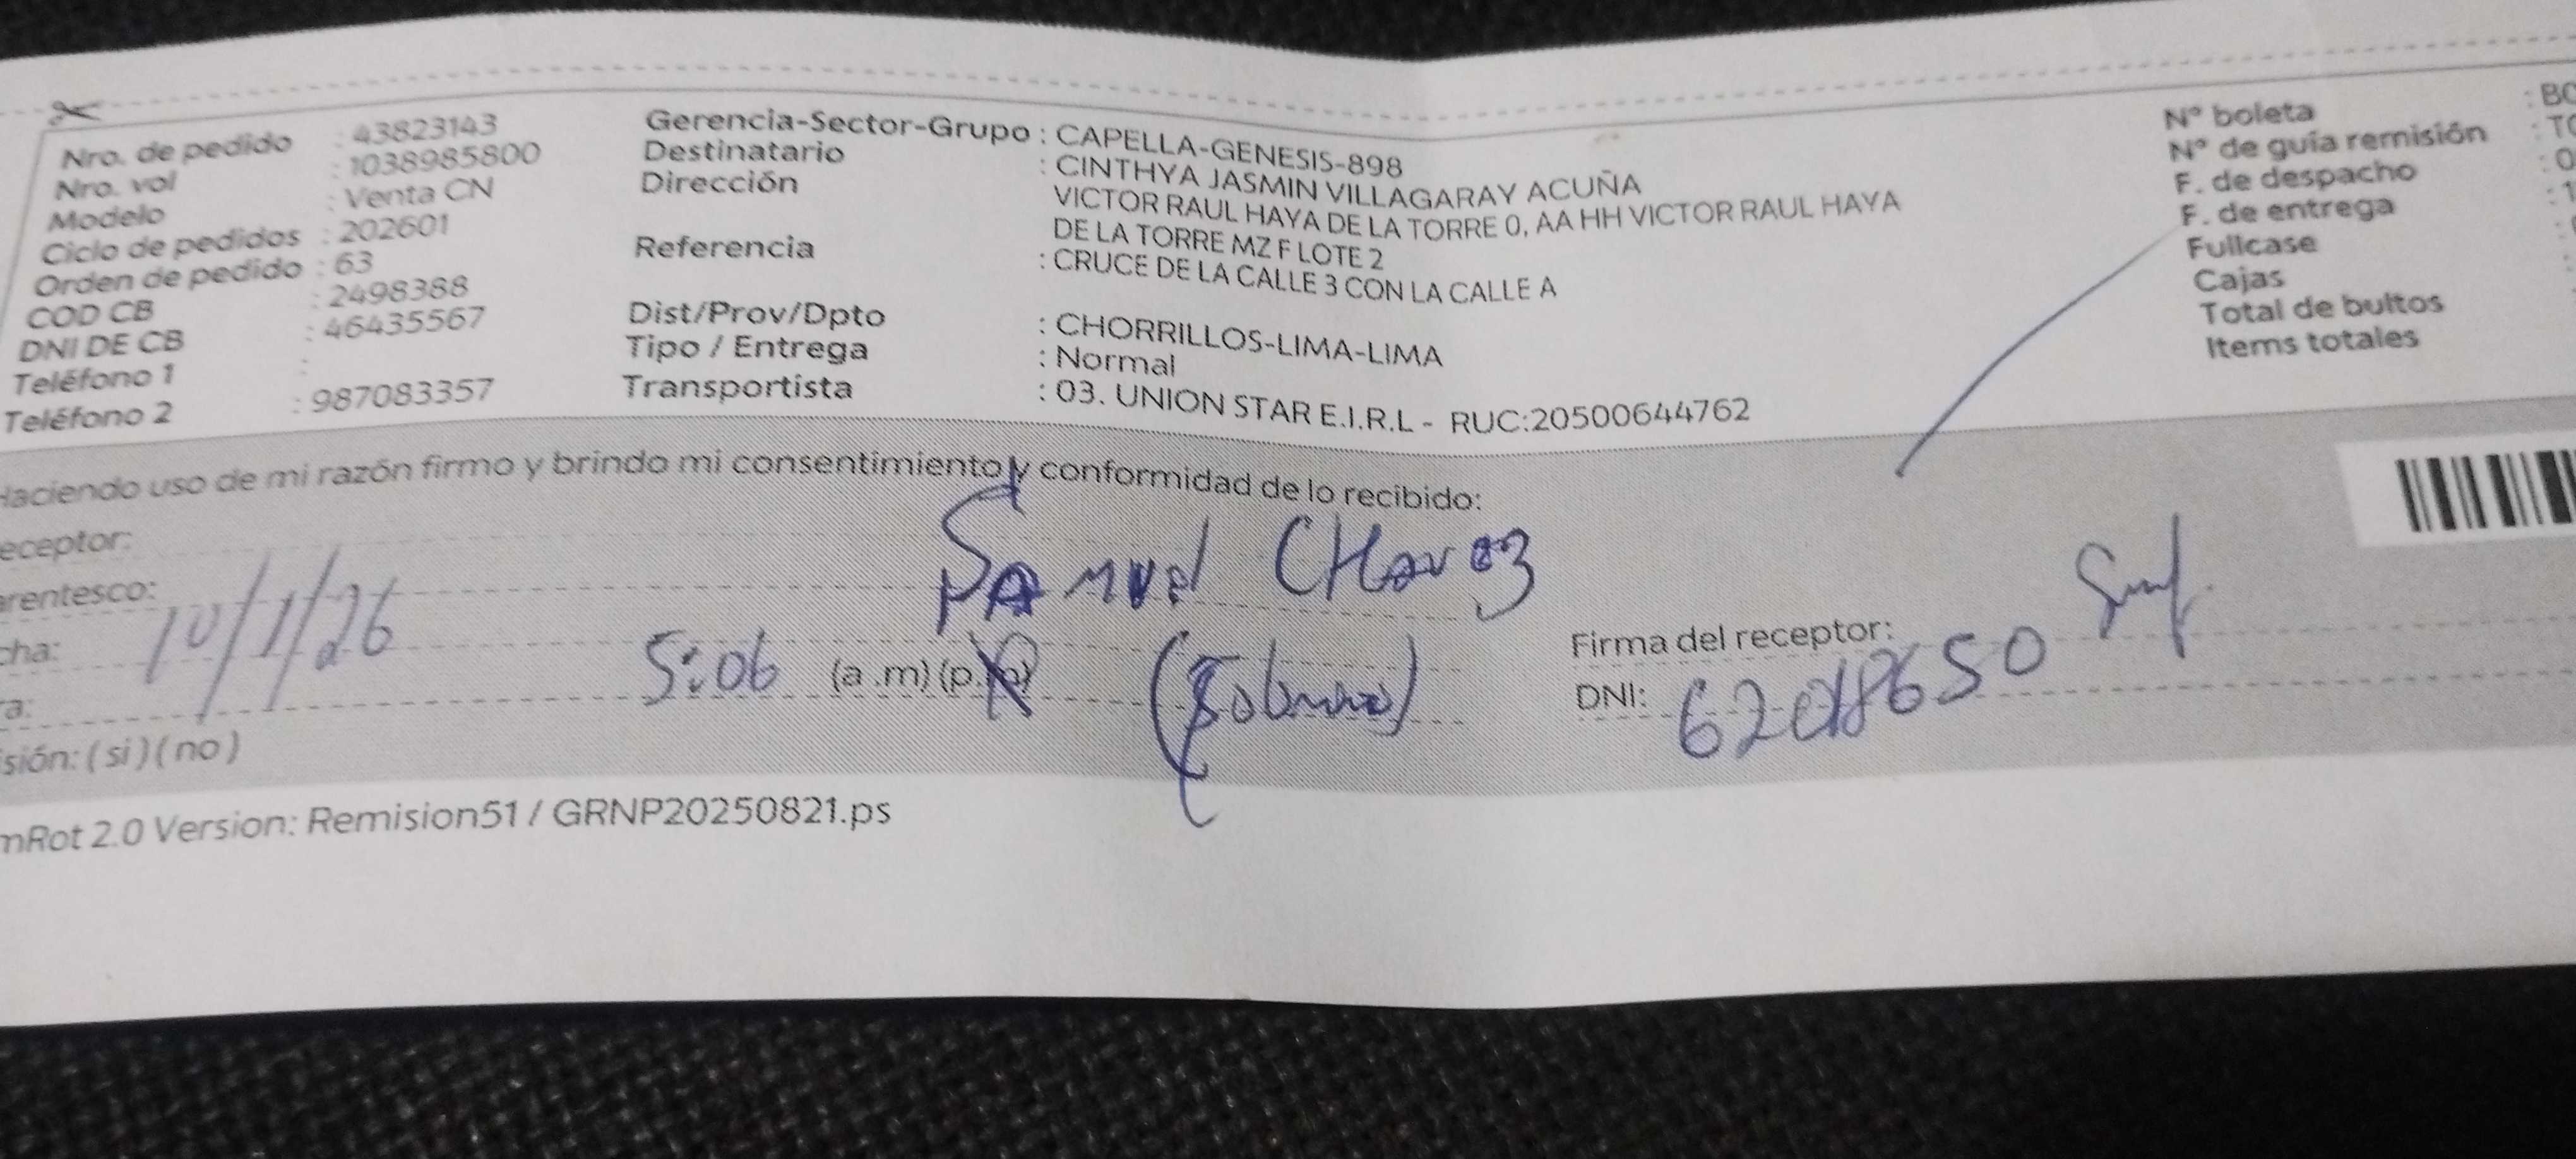 Nro. de pedido : 43823143
Nro. vol : 1038985800
Modelo : Venta CN
Ciclo de pedidos : 202601
Orden de pedido : 63
COD CB : 2498388
DNI DE CB : 46435567
Teléfono 1 :
Teléfono 2 : 987083357
Gerencia-Sector-Grupo : CAPELLA-GENESIS-898
Destinatario : CINTHYA JASMIN VILLAGARAY ACUÑA
Dirección VICTOR RAUL HAYA DE LA TORRE 0, AA HH VICTOR RAUL HAYA
DE LA TORRE MZ F LOTE 2
Referencia : CRUCE DE LA CALLE 3 CON LA CALLE A
Dist/Prov/Dpto : CHORRILLOS-LIMA-LIMA
Tipo / Entrega : Normal
Transportista : 03. UNION STAR E.I.R.L - RUC:20500644762
N° boleta : BO
N° de guía remisión :
F. de despacho :
F. de entrega :
Fullcase :
Cajas :
Total de bultos
Items totales
Haciendo uso de mi razón firmo y brindo mi consentimiento y conformidad de lo recibido:
eceptor: SAMUEL CHavez
arentesco: (Sobrino)
cha: 10/1/26
a: 5:06 (a.m) (p.
Firma del receptor:
DNI:
sión: ( si ) ( no )
mRot 2.0 Version: Remision51 / GRNP20250821.ps